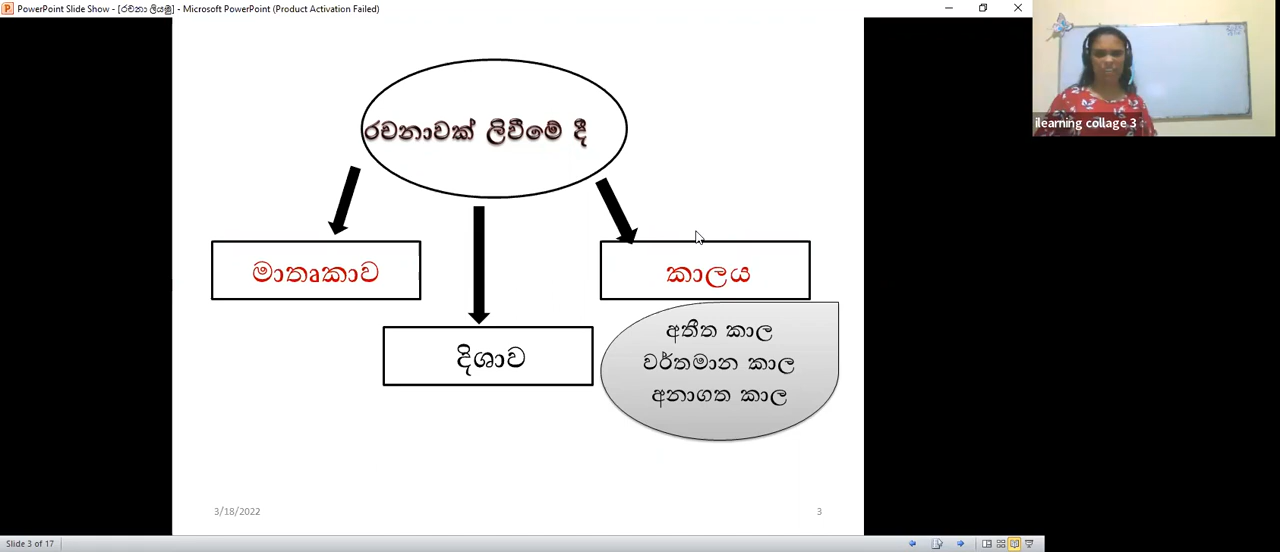 PowerPoint Slide Show - [රචනා ලියමු] - Microsoft PowerPoint (Product Activation Failed)
ilearning collage 3
රචනාවක් ලිවීමේ දී
මාතෘකාව
කාලය
දිශාව
අතීත කාල
වර්තමාන කාල
අනාගත කාල
3/18/2022
3
Slide 3 of 17